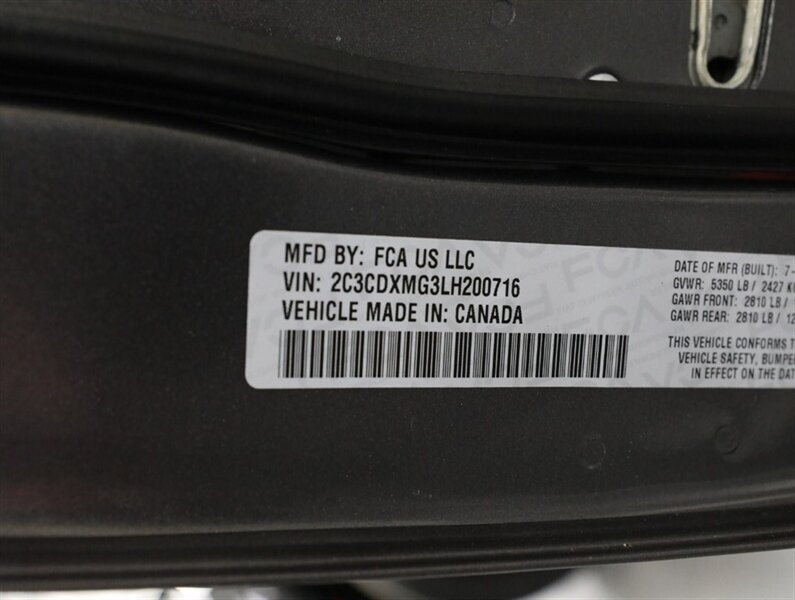 MFD BY: FCA US LLC
VIN: 2C3CDXMG3LH200716
VEHICLE MADE IN: CANADA
DATE OF MFR (BUILT): 7-
GVWR: 5350 LB / 2427 K
GAWR FRONT: 2810 LB /
GAWR REAR: 2810 LB / 12
THIS VEHICLE CONFORMS T
VEHICLE SAFETY, BUMPE
IN EFFECT ON THE DAT